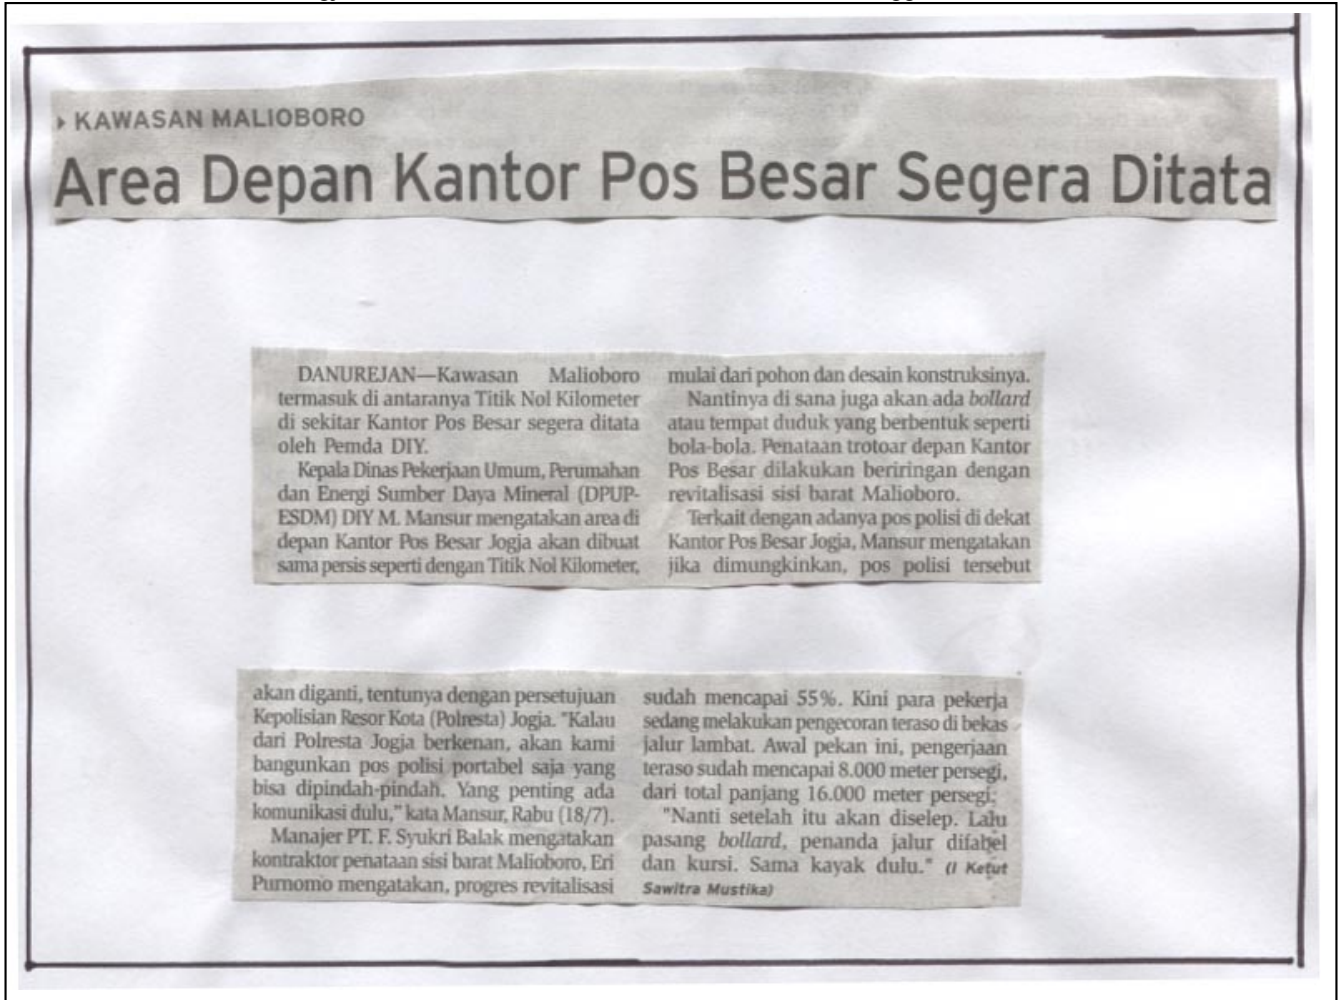 KAWASAN MALIOBORO
Area Depan Kantor Pos Besar Segera Ditata
DANUREJAN—Kawasan Malioboro
termasuk di antaranya Titik Nol Kilometer
di sekitar Kantor Pos Besar segera ditata
oleh Pemda DIY.
Kepala Dinas Pekerjaan Umum, Perumahan
dan Energi Sumber Daya Mineral (DPUP-
ESDM) DIY M. Mansur mengatakan area di
depan Kantor Pos Besar Jogja akan dibuat
sama persis seperti dengan Titik Nol Kilometer,
mulai dari pohon dan desain konstruksinya.
Nantinya di sana juga akan ada bollard
atau tempat duduk yang berbentuk seperti
bola-bola. Penataan trotoar depan Kantor
Pos Besar dilakukan beriringan dengan
revitalisasi sisi barat Malioboro.
Terkait dengan adanya pos polisi di dekat
Kantor Pos Besar Jogja, Mansur mengatakan
jika dimungkinkan, pos polisi tersebut
akan diganti, tentunya dengan persetujuan
Kepolisian Resor Kota (Polresta) Jogja. "Kalau
dari Polresta Jogja berkenan, akan kami
bangunkan pos polisi portabel saja yang
bisa dipindah-pindah. Yang penting ada
komunikasi dulu," kata Mansur, Rabu (18/7).
Manajer PT. F. Syukri Balak mengatakan
kontraktor penataan sisi barat Malioboro, Eri
Purnomo mengatakan, progres revitalisasi
sudah mencapai 55%. Kini para pekerja
sedang melakukan pengecoran teraso di bekas
jalur lambat. Awal pekan ini, pengerjaan
teraso sudah mencapai 8.000 meter persegi,
dari total panjang 16.000 meter persegi;
"Nanti setelah itu akan diselep. Lalu
pasang bollard, penanda jalur difabel
dan kursi. Sama kayak dulu." (I Ketut
Sawitra Mustika)